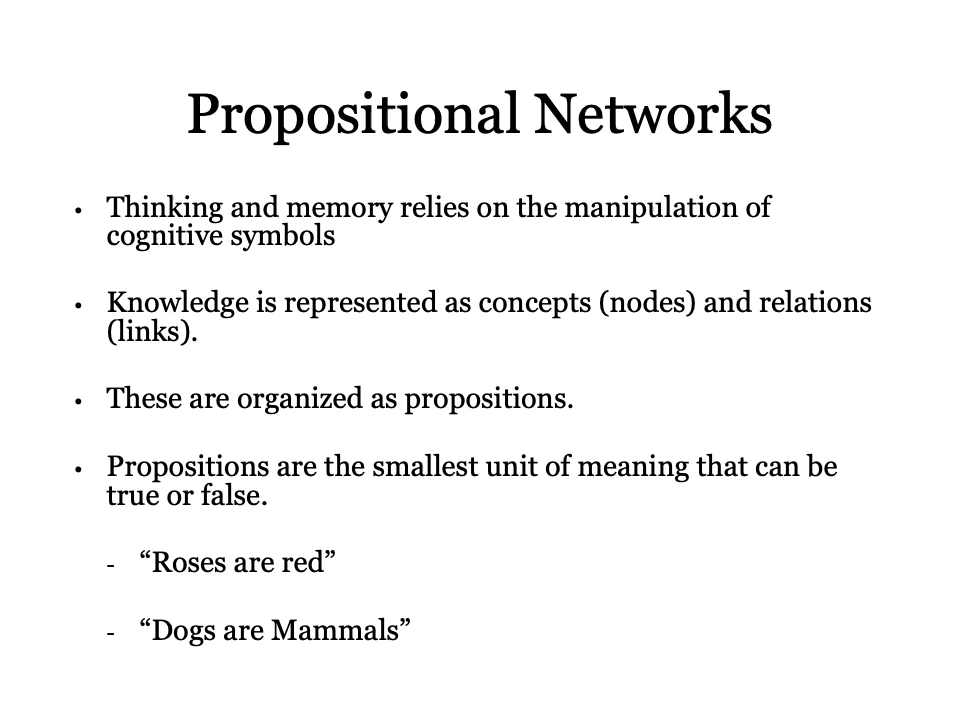 Propositional Networks
• Thinking and memory relies on the manipulation of
cognitive symbols
• Knowledge is represented as concepts (nodes) and relations
(links).
• These are organized as propositions.
• Propositions are the smallest unit of meaning that can be
true or false.
- “Roses are red”
- “Dogs are Mammals”